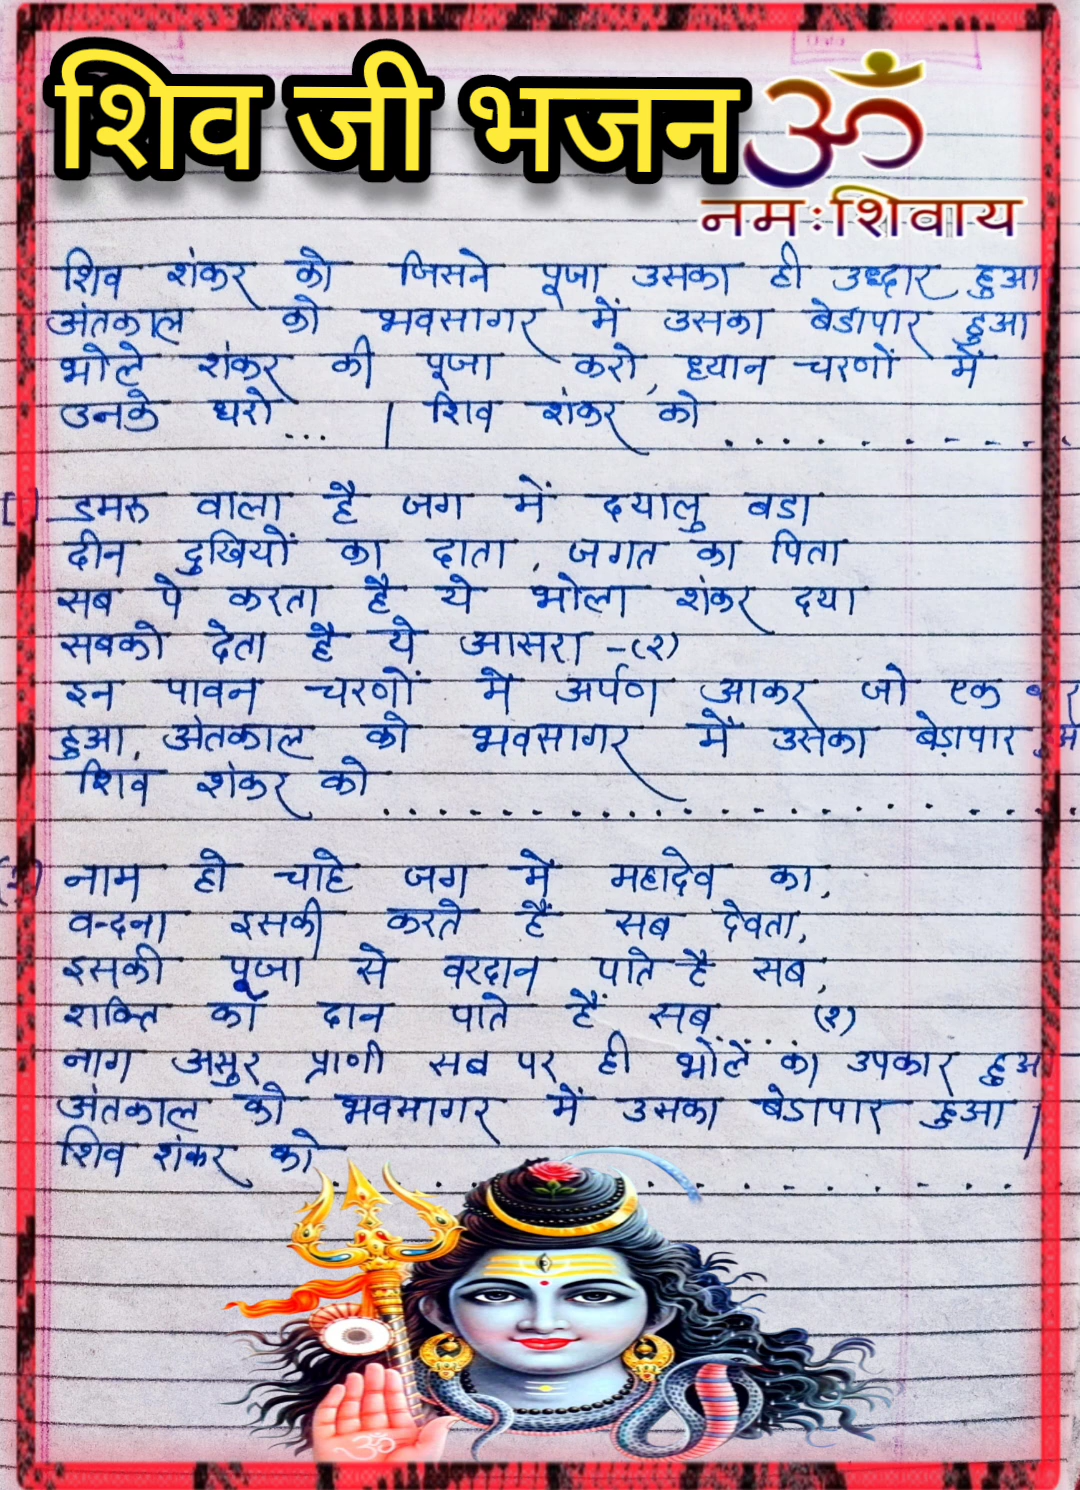 शिव जी भजन
ॐ
नमः शिवाय
शिव शंकर को जिसने पूजा उसका ही उध्दार हुआ
अंतकाल को भवसागर में उसका बेडापार हुआ
भोले शंकर की पूजा करो, ध्यान चरणों में
उनके धरो ... | शिव शंकर को ............
डमरू वाला है जग में दयालु बडा
दीन दुखियों का दाता, जगत का पिता
सब पे करता है ये भोला शंकर दया
सबको देता है ये आसरा -(२)
इन पावन चरणों में अर्पण आकर जो एक
हुआ, अंतकाल को भवसागर में उसका बेड़ापार
शिव शंकर को ....................
(२) नाम हो चाहे जग में महादेव का,
वन्दना इसकी करते हैं सब देवता,
इसकी पूजा से वरदान पाते है सब,
शक्ति का दान पाते हैं सब... (२)
नाग असुर प्राणी सब पर ही भोले का उपकार हुआ
अंतकाल को भवसागर में उसका बेडापार हुआ |
शिव शंकर को ....................
ॐ